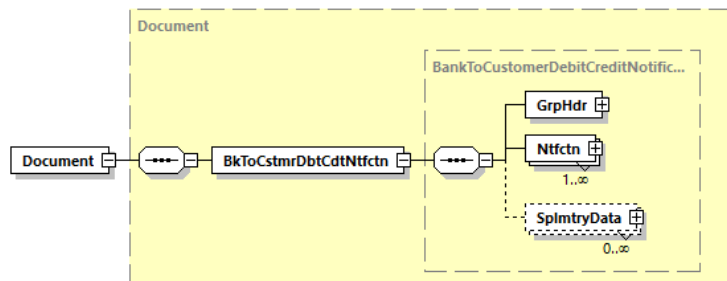 Document
BankToCustomerDebitCreditNotific...
GrpHdr
Document
BkToCstmrDbtCdtNtfctn
Ntfctn
1..∞
SplmtryData
0..∞